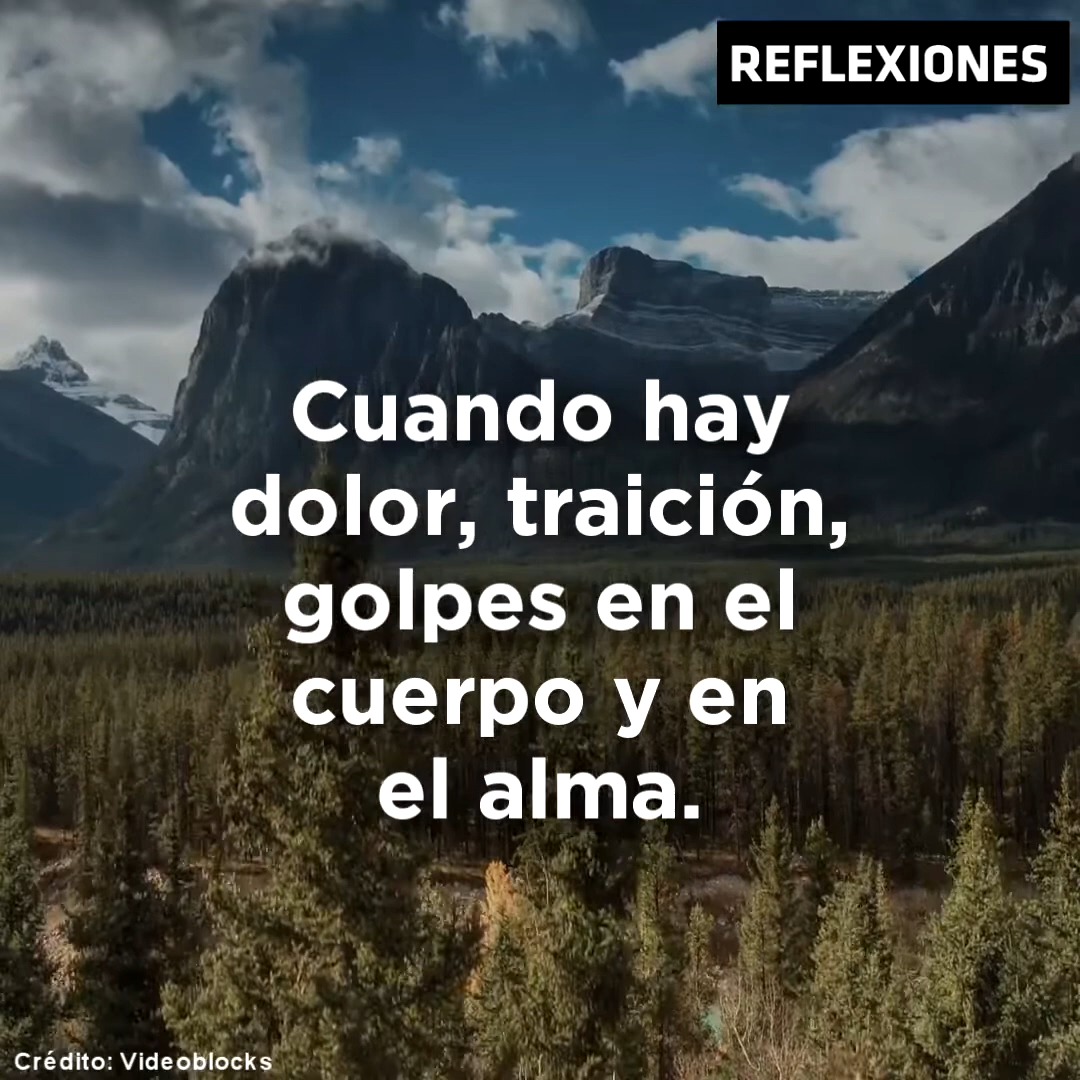 REFLEXIONES
Cuando hay
dolor, traición,
golpes en el
cuerpo y en
el alma.
Crédito: Videoblocks